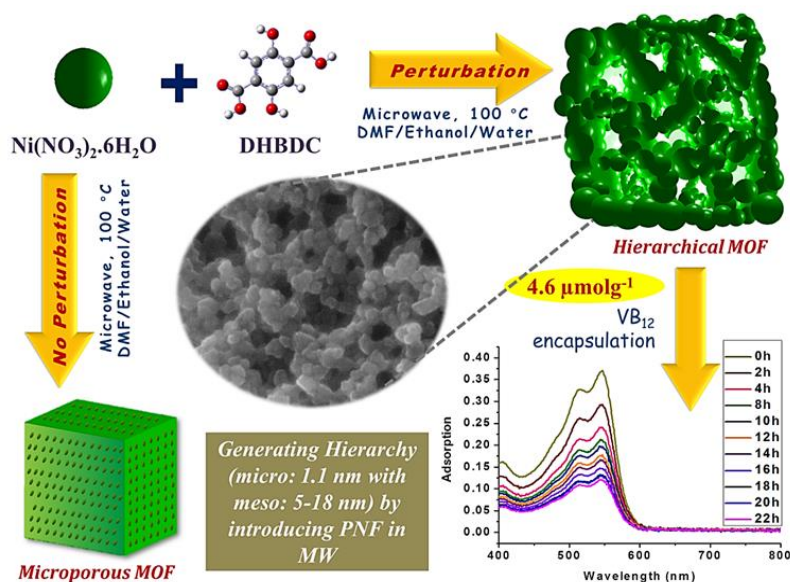 Ni(NO₃)₂.6H₂O
DHBDC
Perturbation
Microwave, 100 °C
DMF/Ethanol/Water
Hierarchical MOF
No Perturbation
Microwave, 100 °C
DMF/Ethanol/Water
Microporous MOF
Generating Hierarchy
(micro: 1.1 nm with
meso: 5-18 nm) by
introducing PNF in
MW
4.6 µmolg⁻¹
VB₁₂
encapsulation
Adsorption
0.40
0.35
0.30
0.25
0.20
0.15
0.10
0.05
0.00
400 500 600 700 800
Wavelength (nm)
0h
2h
4h
8h
10h
12h
14h
16h
18h
20h
22h